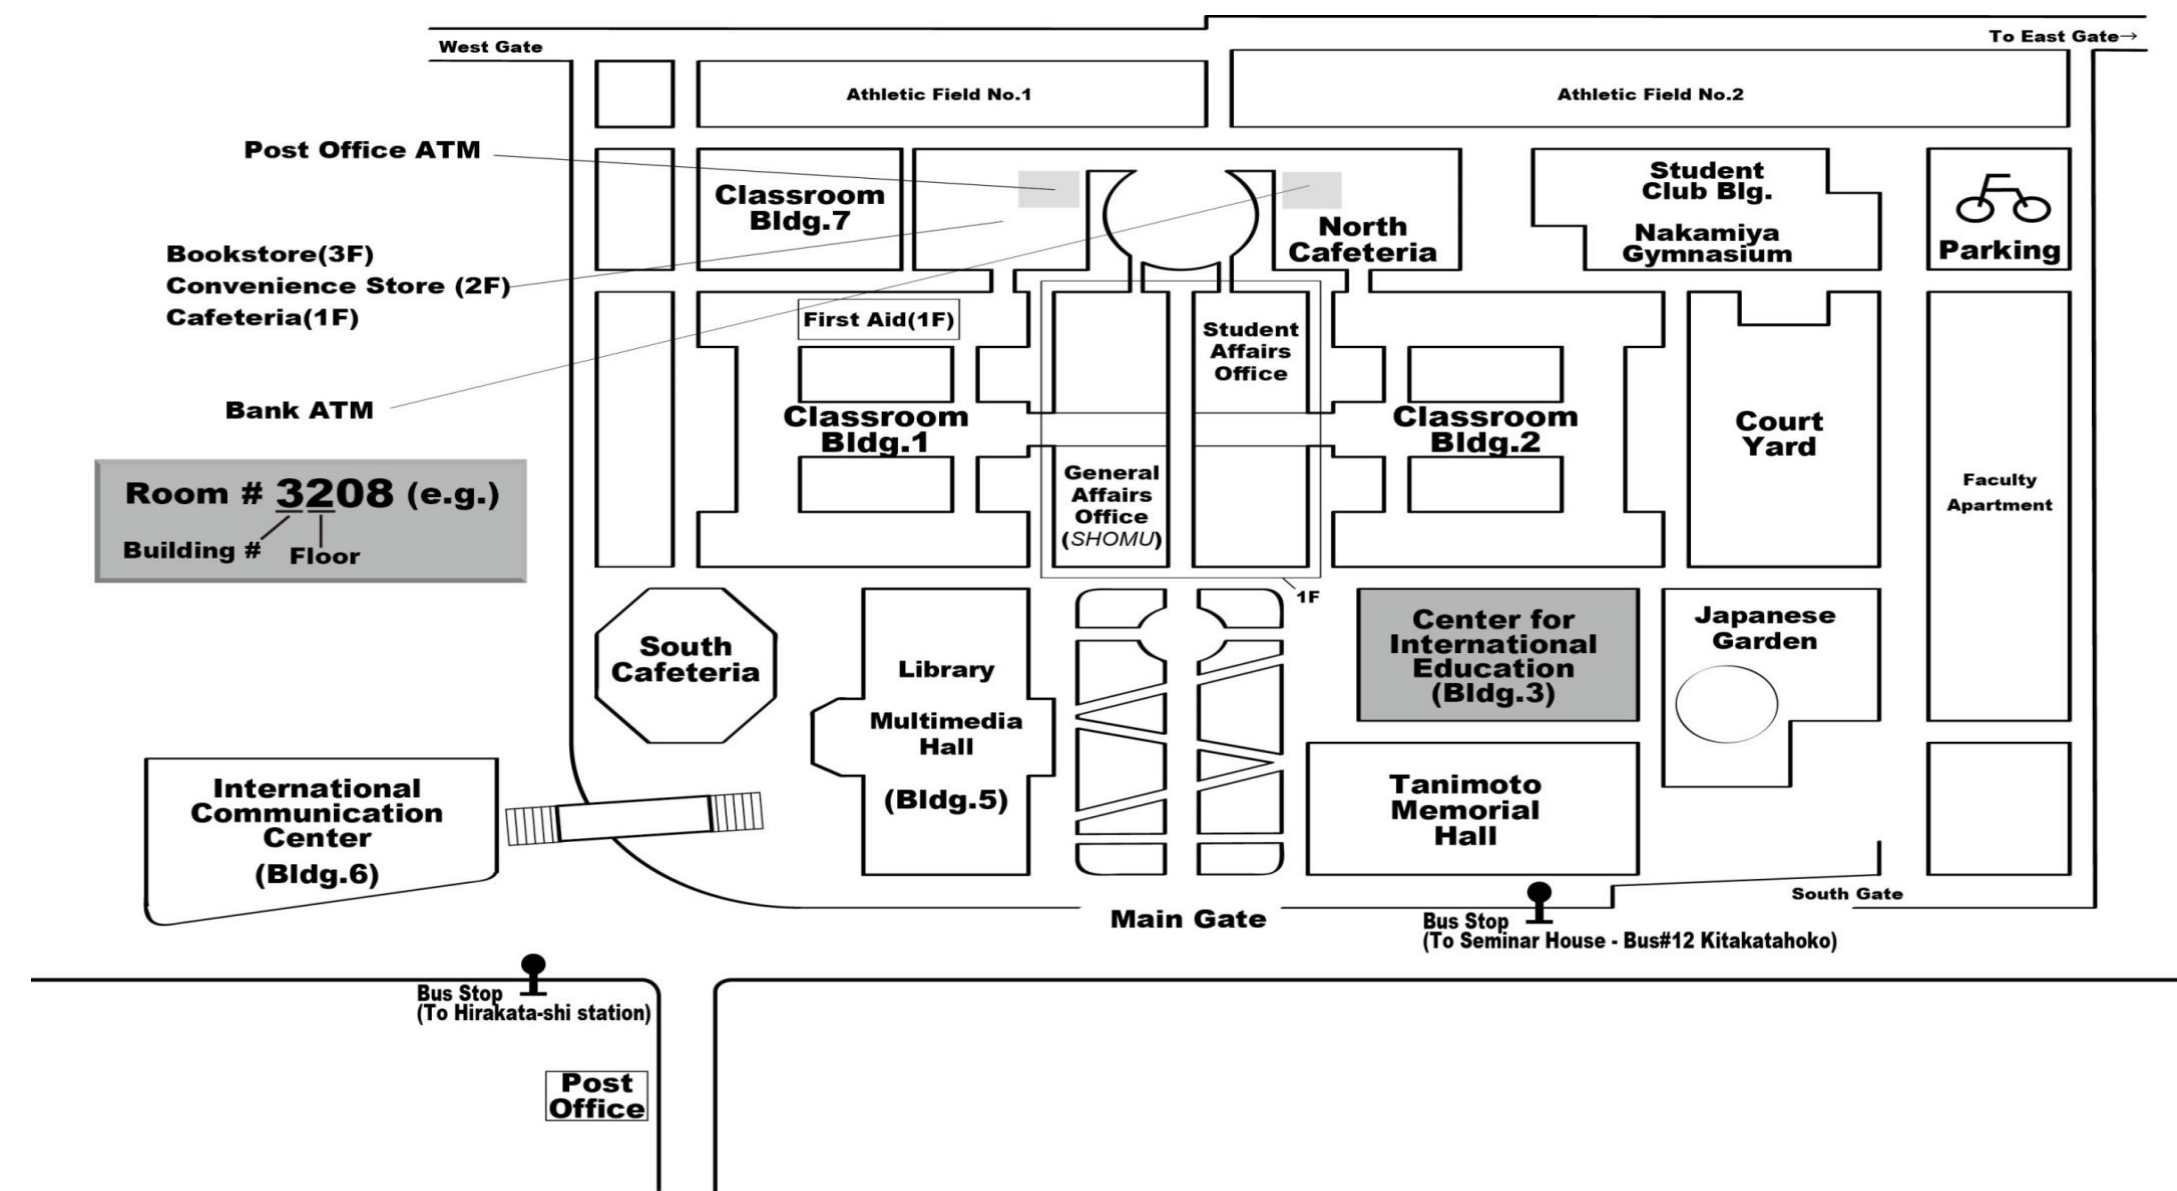 West Gate
To East Gate→
Athletic Field No.1
Athletic Field No.2
Post Office ATM
Classroom
Bldg.7
North
Cafeteria
Student
Club Blg.
Nakamiya
Gymnasium
Parking
Bookstore(3F)
Convenience Store (2F)
Cafeteria(1F)
First Aid(1F)
Student
Affairs
Office
Bank ATM
Classroom
Bldg.1
Classroom
Bldg.2
Court
Yard
General
Affairs
Office
(SHOMU)
Faculty
Apartment
Room # 3208 (e.g.)
Building #
Floor
1F
South
Cafeteria
Library
Multimedia
Hall
(Bldg.5)
Center for
International
Education
(Bldg.3)
Japanese
Garden
International
Communication
Center
(Bldg.6)
Tanimoto
Memorial
Hall
South Gate
Main Gate
Bus Stop
(To Seminar House - Bus#12 Kitakatahoko)
Bus Stop
(To Hirakata-shi station)
Post
Office